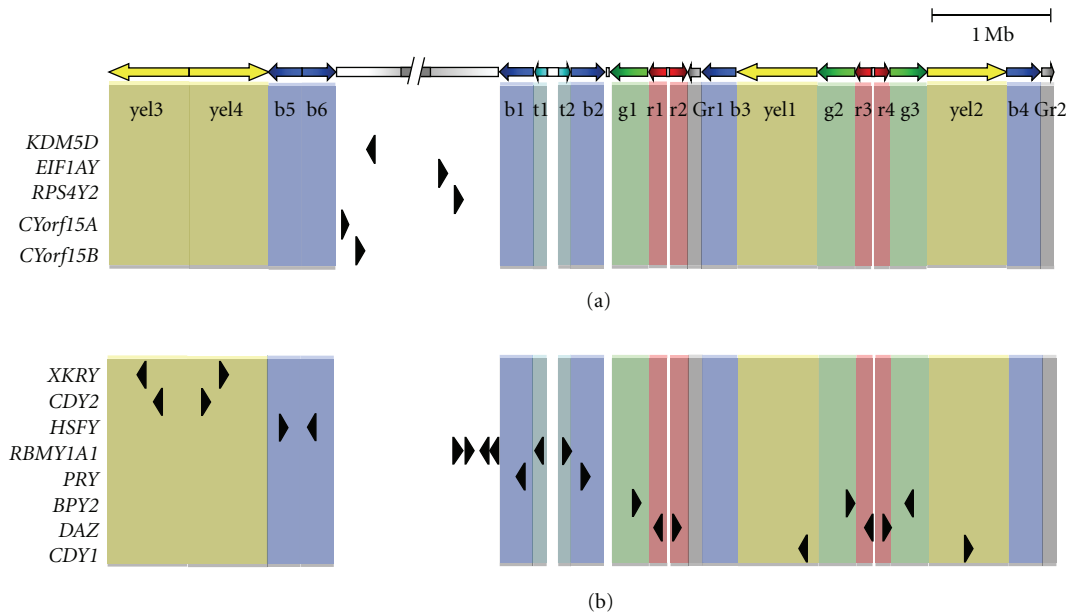 1 Mb
yel3 yel4 b5 b6 b1 t1 t2 b2 g1 r1 r2 Gr1 b3 yel1 g2 r3 r4 g3 yel2 b4 Gr2
KDM5D
EIF1AY
RPS4Y2
CYorf15A
CYorf15B
(a)
XKRY
CDY2
HSFY
RBMY1A1
PRY
BPY2
DAZ
CDY1
(b)